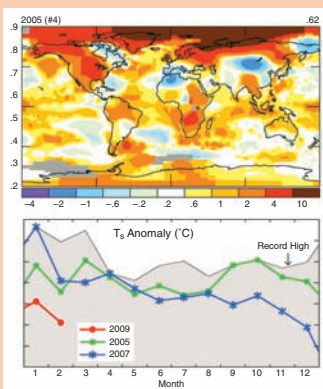 2005 (#4) .62
.9
.8
.7
.6
.5
.4
.3
.2
-4 -2 -1 -.6 -.2 .2 .6 1 2 4 10
Ts Anomaly (˚C)
Record High
2009
2005
2007
1 2 3 4 5 6 7 8 9 10 11 12
Month